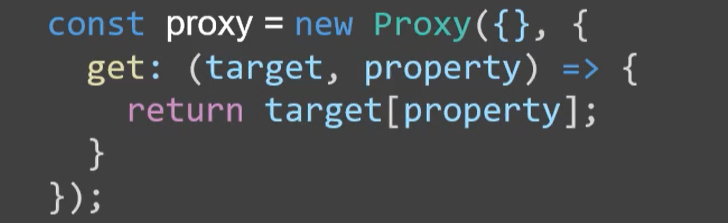 const proxy = new Proxy({}, {
  get: (target, property) => {
    return target[property];
  }
});